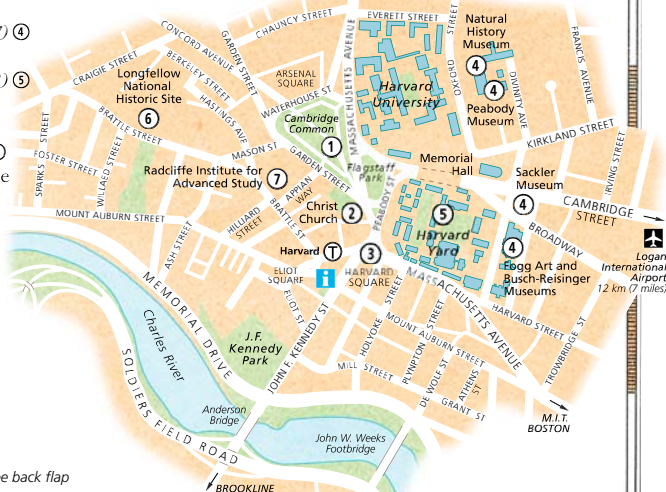 ④
⑤
e
EVERETT STREET
STREET
OXFORD
Natural
History
Museum
④
④
Peabody
Museum
DIVINITY AVE
FRANCIS AVENUE
CHAUNCY STREET
GARDEN STREET
CONCORD AVENUE
BERKELEY STREET
CRAIGIE STREET
HASTINGS AVE
ARSENAL
SQUARE
WATERHOUSE ST
MASSACHUSETTS AVENUE
Harvard
University
Longfellow
National
Historic Site
⑥
BRATTLE STREET
Cambridge
Common
①
KIRKLAND STREET
MASON ST
GARDEN STREET
Memorial
Hall
Flagstaff
Park
FOSTER STREET
SPARKS STREET
WILLARD STREET
Radcliffe Institute for
Advanced Study
⑦
APPIAN
WAY
Sackler
Museum
④
IRVING STREET
CAMBRIDGE
STREET
BROADWAY
MOUNT AUBURN STREET
HILLIARD
STREET
BRATTLE ST
Christ
Church
②
PEABODY ST
⑤
Harvard
Yard
④
ASH STREET
Harvard
T
③
HARVARD
SQUARE
ELIOT
SQUARE
i
Fogg Art and
Busch-Reisinger
Museums
Logan
International
Airport
12 km (7 miles)
MASSACHUSETTS AVENUE
HARVARD STREET
MEMORIAL DRIVE
Charles River
J.F.
Kennedy
Park
ELIOT ST
JOHN F. KENNEDY ST
HOLYOKE STREET
MOUNT AUBURN STREET
PLYNPTON STREET
MILL STREET
DE WOLF ST
ATHENS
ST
GRANT ST
TROWBRIDGE ST
M.I.T.
BOSTON
SOLDIERS FIELD ROAD
Anderson
Bridge
John W. Weeks
Footbridge
BROOKLINE
e back flap